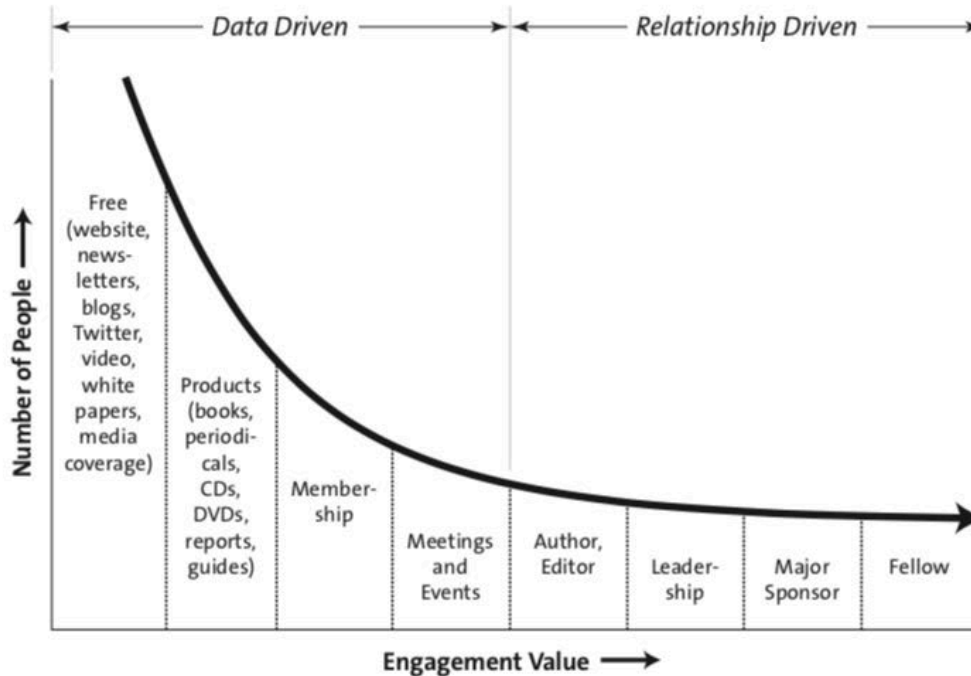 Data Driven
Relationship Driven
Number of People
Free
(website,
news-
letters,
blogs,
Twitter,
video,
white
papers,
media
coverage)
Products
(books,
periodi-
cals,
CDs,
DVDs,
reports,
guides)
Member-
ship
Meetings
and
Events
Author,
Editor
Leader-
ship
Major
Sponsor
Fellow
Engagement Value